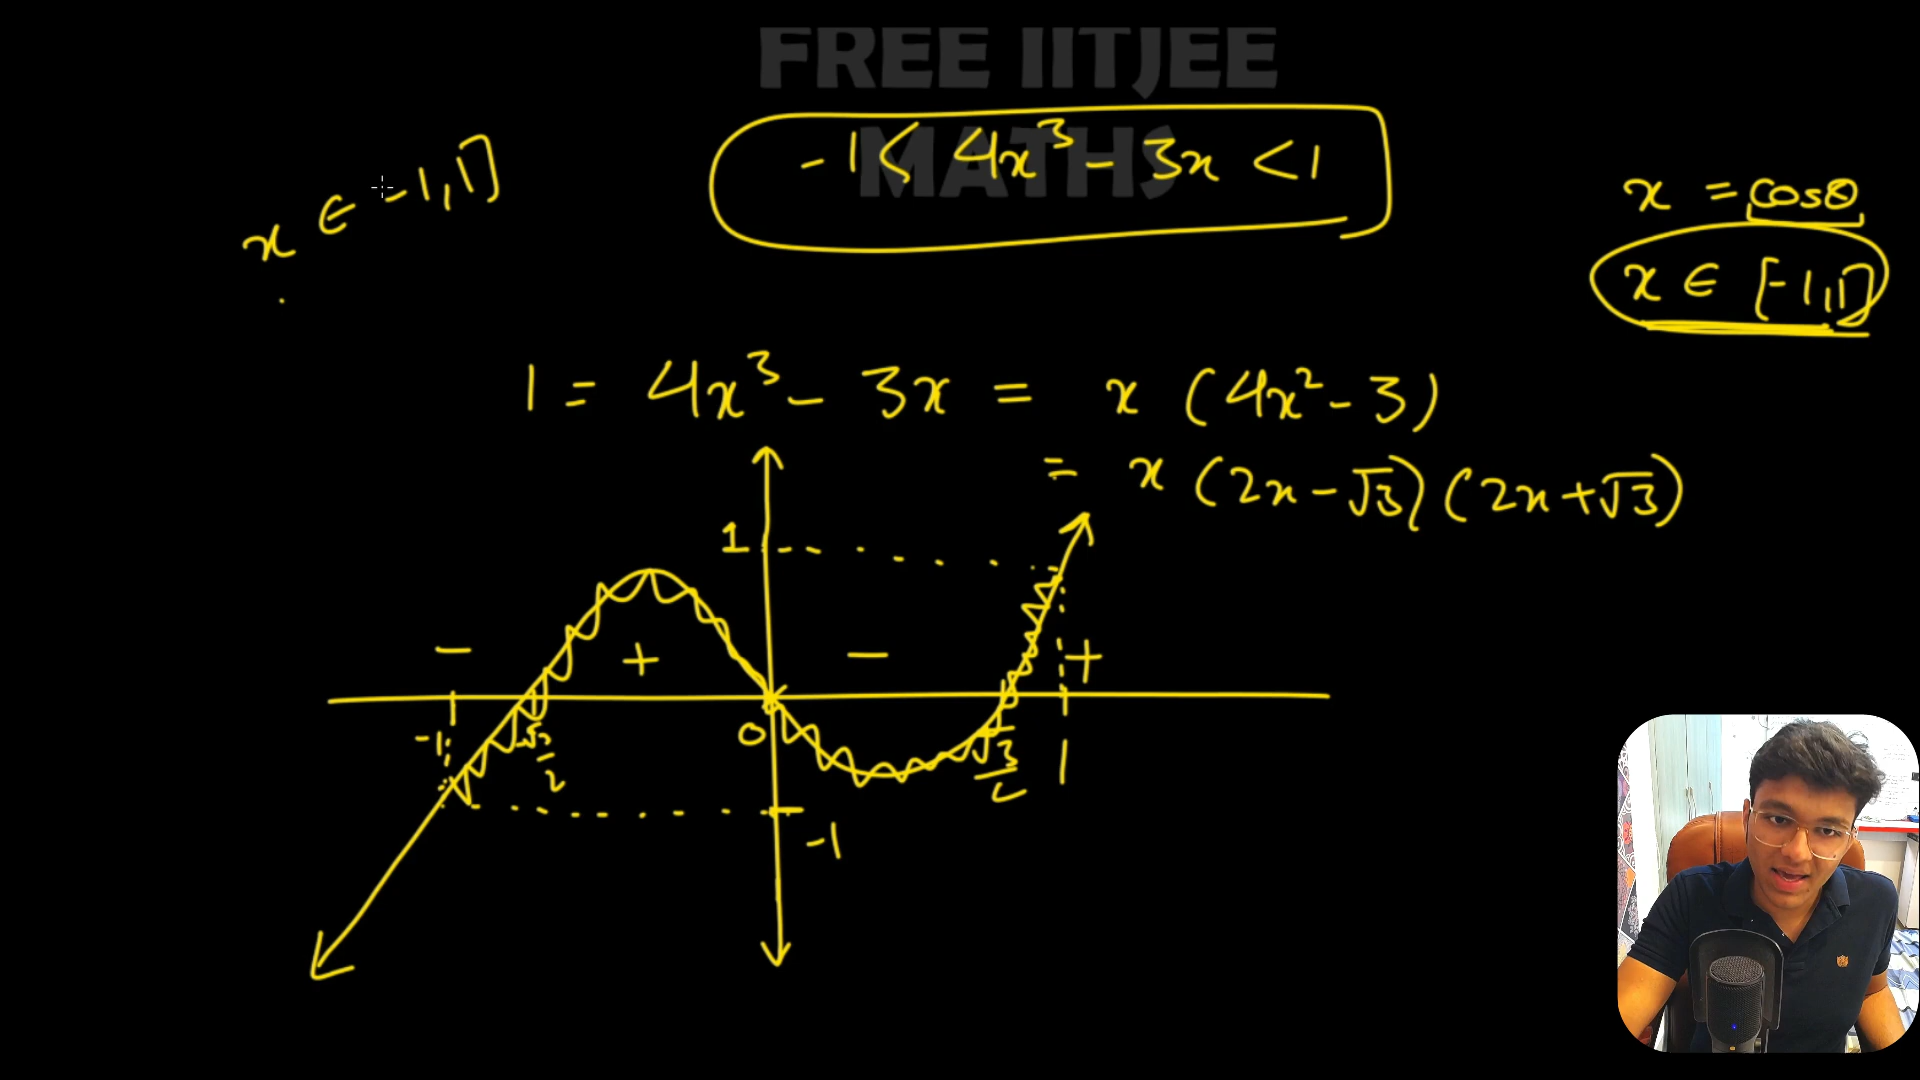 FREE IITJEE
MATHS
-1 < 4x³ - 3x < 1
x ∈ -1, 1]
x = cosθ
x ∈ [-1, 1]
1 = 4x³ - 3x = x (4x² - 3)
= x (2x - √3) (2x + √3)
1
- + - +
-1 -√3/2 0 √3/2 1
-1